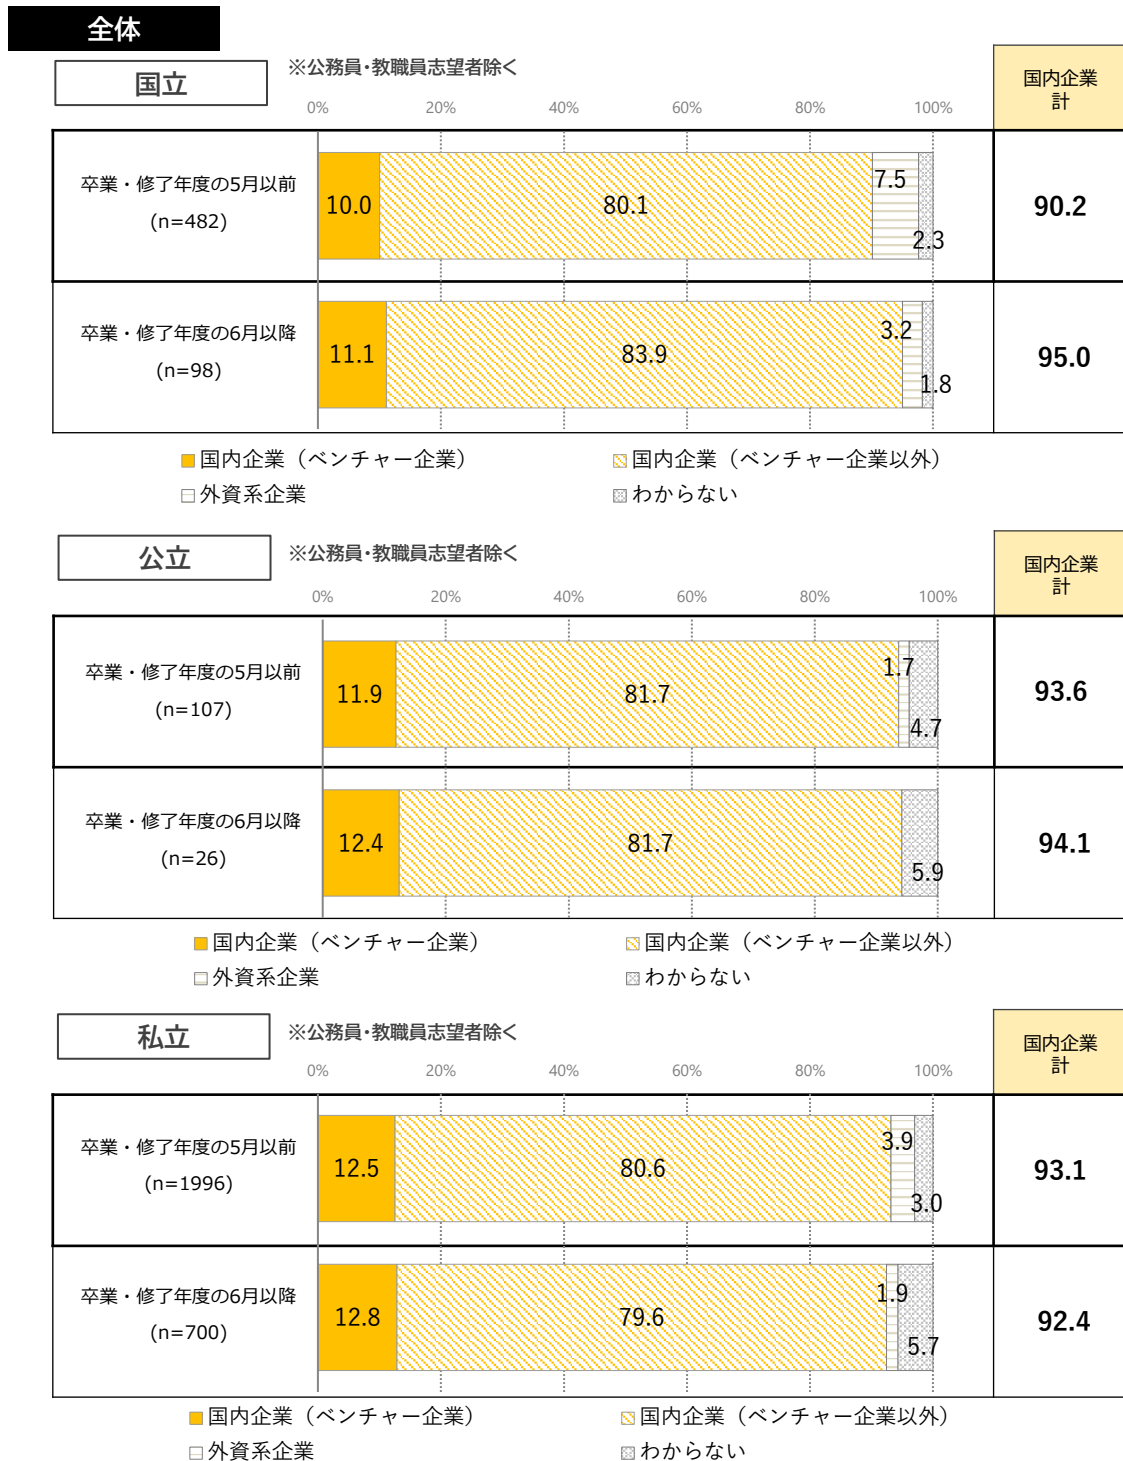 全体
国立
※公務員・教職員志望者除く
国内企業
計
0% 20% 40% 60% 80% 100%
卒業・修了年度の5月以前
(n=482)
10.0 80.1 7.5 2.3 90.2
卒業・修了年度の6月以降
(n=98)
11.1 83.9 3.2 1.8 95.0
国内企業（ベンチャー企業） 国内企業（ベンチャー企業以外）
外資系企業 わからない
公立
※公務員・教職員志望者除く
国内企業
計
0% 20% 40% 60% 80% 100%
卒業・修了年度の5月以前
(n=107)
11.9 81.7 1.7 4.7 93.6
卒業・修了年度の6月以降
(n=26)
12.4 81.7 5.9 94.1
国内企業（ベンチャー企業） 国内企業（ベンチャー企業以外）
外資系企業 わからない
私立
※公務員・教職員志望者除く
国内企業
計
0% 20% 40% 60% 80% 100%
卒業・修了年度の5月以前
(n=1996)
12.5 80.6 3.9 3.0 93.1
卒業・修了年度の6月以降
(n=700)
12.8 79.6 1.9 5.7 92.4
国内企業（ベンチャー企業） 国内企業（ベンチャー企業以外）
外資系企業 わからない